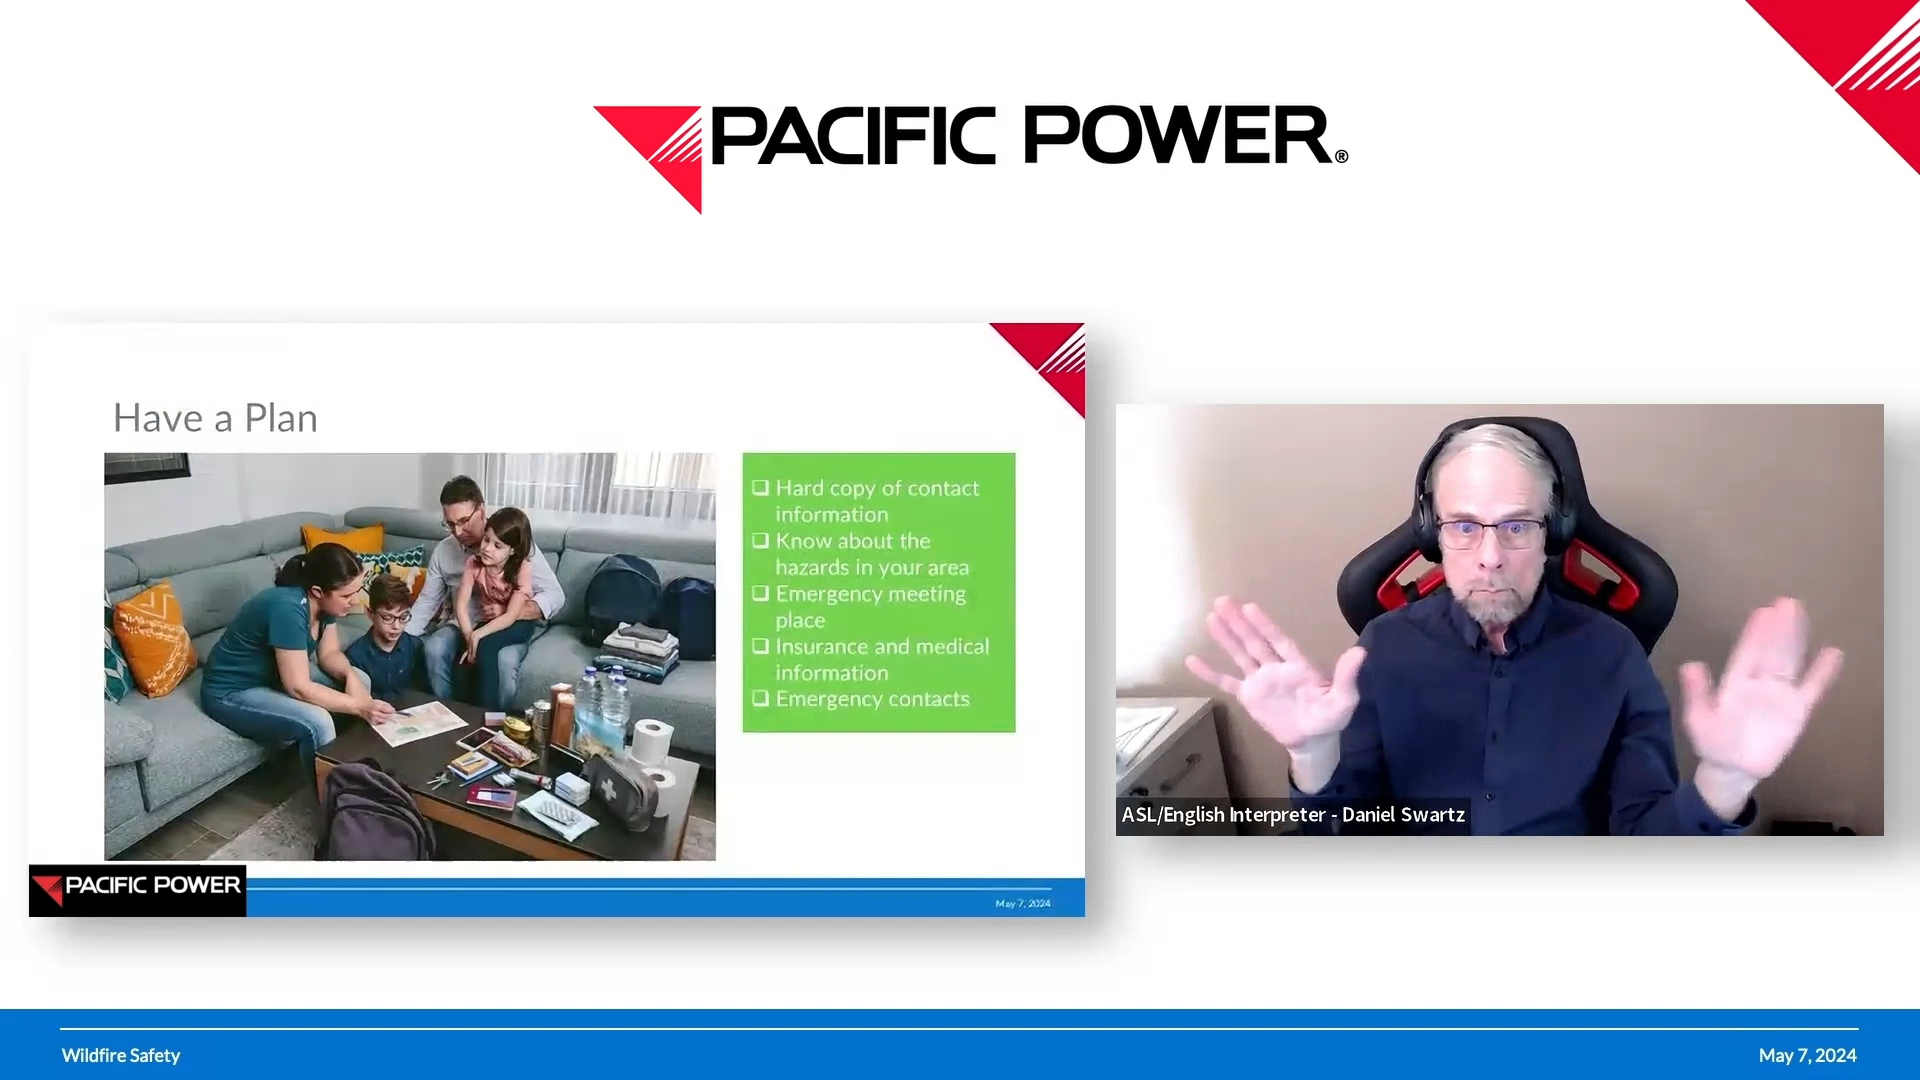 PACIFIC POWER®
Have a Plan
❑ Hard copy of contact
information
❑ Know about the
hazards in your area
❑ Emergency meeting
place
❑ Insurance and medical
information
❑ Emergency contacts
PACIFIC POWER
May 7, 2024
ASL/English Interpreter - Daniel Swartz
Wildfire Safety
May 7, 2024